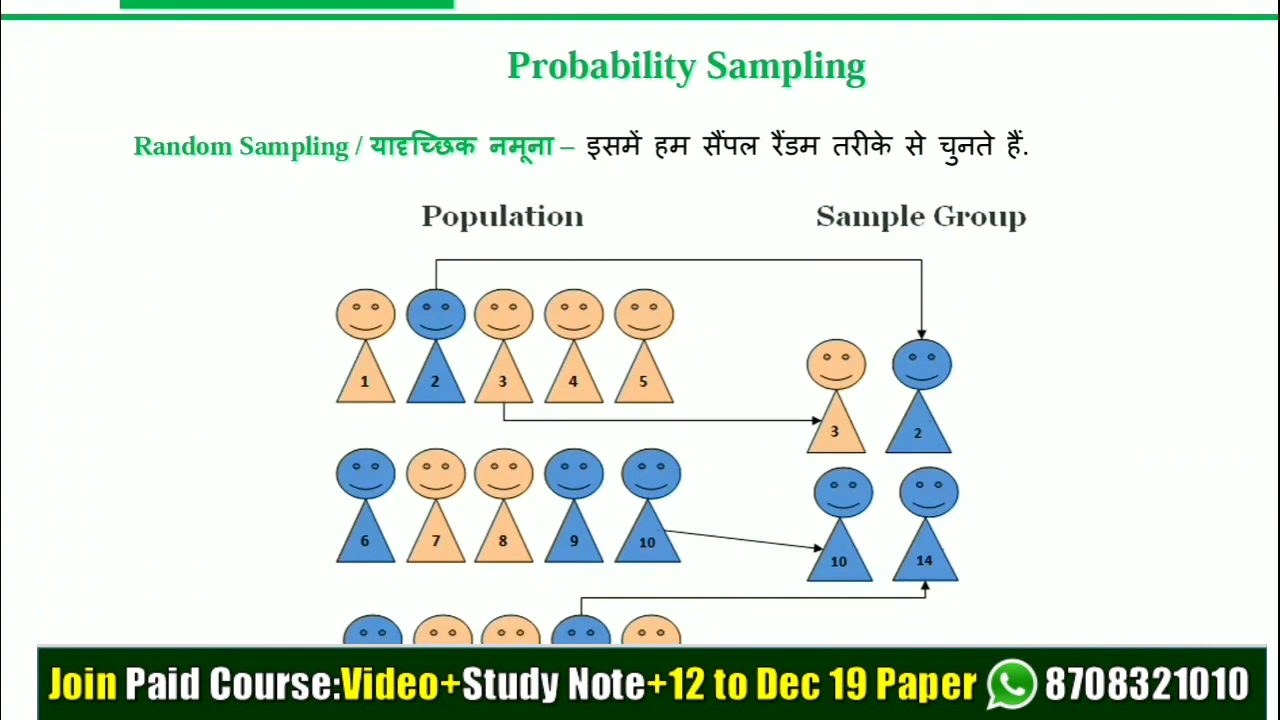 Probability Sampling
Random Sampling / यादृच्छिक नमूना – इसमें हम सैंपल रैंडम तरीके से चुनते हैं.
Population Sample Group
1 2 3 4 5
3 2
6 7 8 9 10
10 14
Join Paid Course:Video+Study Note+12 to Dec 19 Paper 8708321010